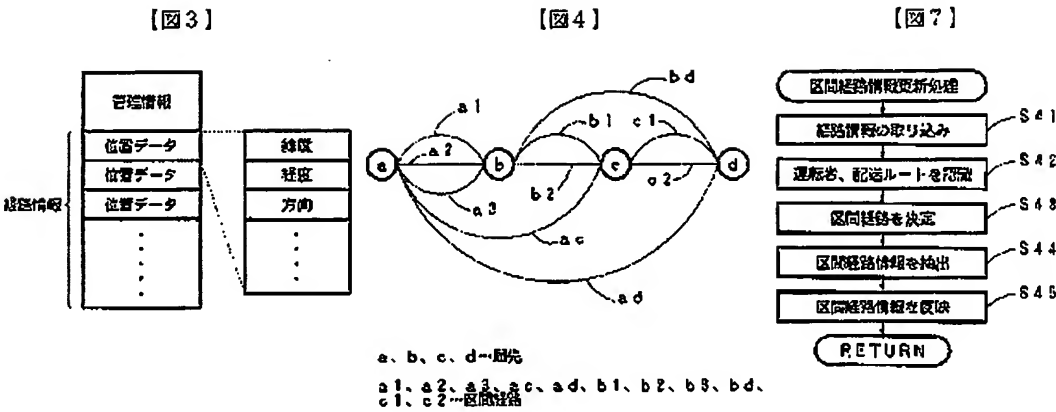 【図3】
管理情報
経路情報
位置データ
位置データ
位置データ
緯度
経度
方向
【図4】
a
b
c
d
a1
a2
a3
ac
ad
b1
b2
bd
c1
c2
a、b、c、d…届先
a1、a2、a3、ac、ad、b1、b2、b3、bd、
c1、c2…区間経路
【図7】
区間経路情報更新処理
経路情報の取り込み
S41
運転者、配送ルートを認識
S42
区間経路を決定
S43
区間経路情報を抽出
S44
区間経路情報を反映
S45
RETURN